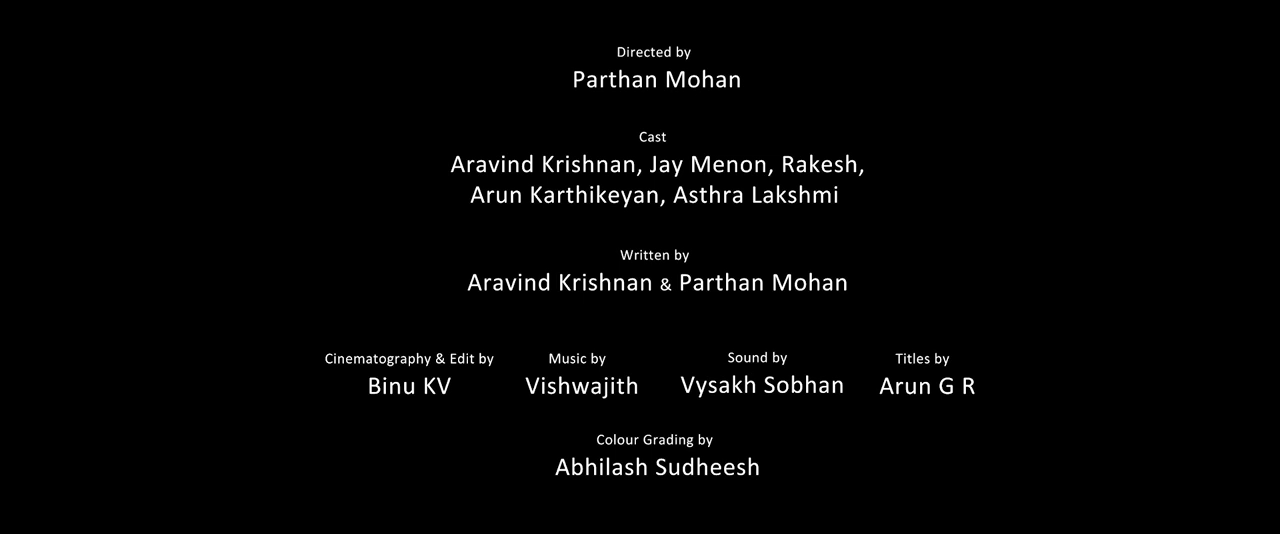 Directed by
Parthan Mohan
Cast
Aravind Krishnan, Jay Menon, Rakesh,
Arun Karthikeyan, Asthra Lakshmi
Written by
Aravind Krishnan & Parthan Mohan
Cinematography & Edit by
Binu KV
Music by
Vishwajith
Sound by
Vysakh Sobhan
Titles by
Arun G R
Colour Grading by
Abhilash Sudheesh